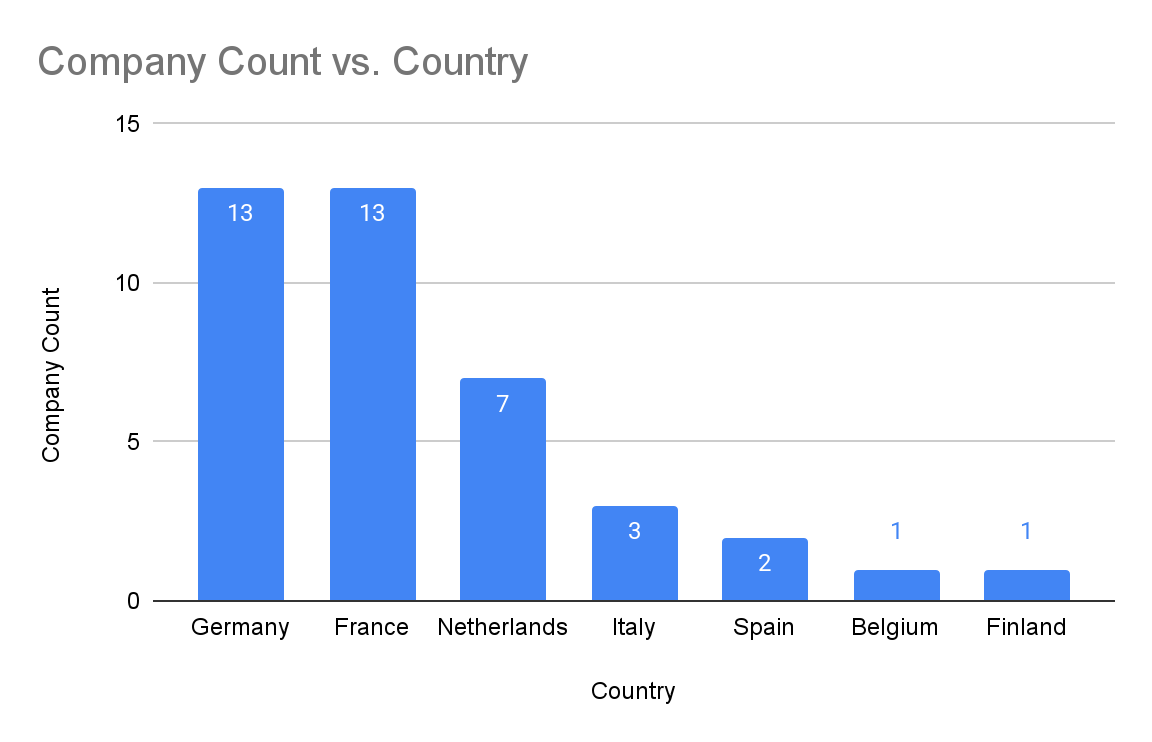 Company Count vs. Country
Company Count
15
10
5
0
13
13
7
3
2
1
1
Germany
France
Netherlands
Italy
Spain
Belgium
Finland
Country